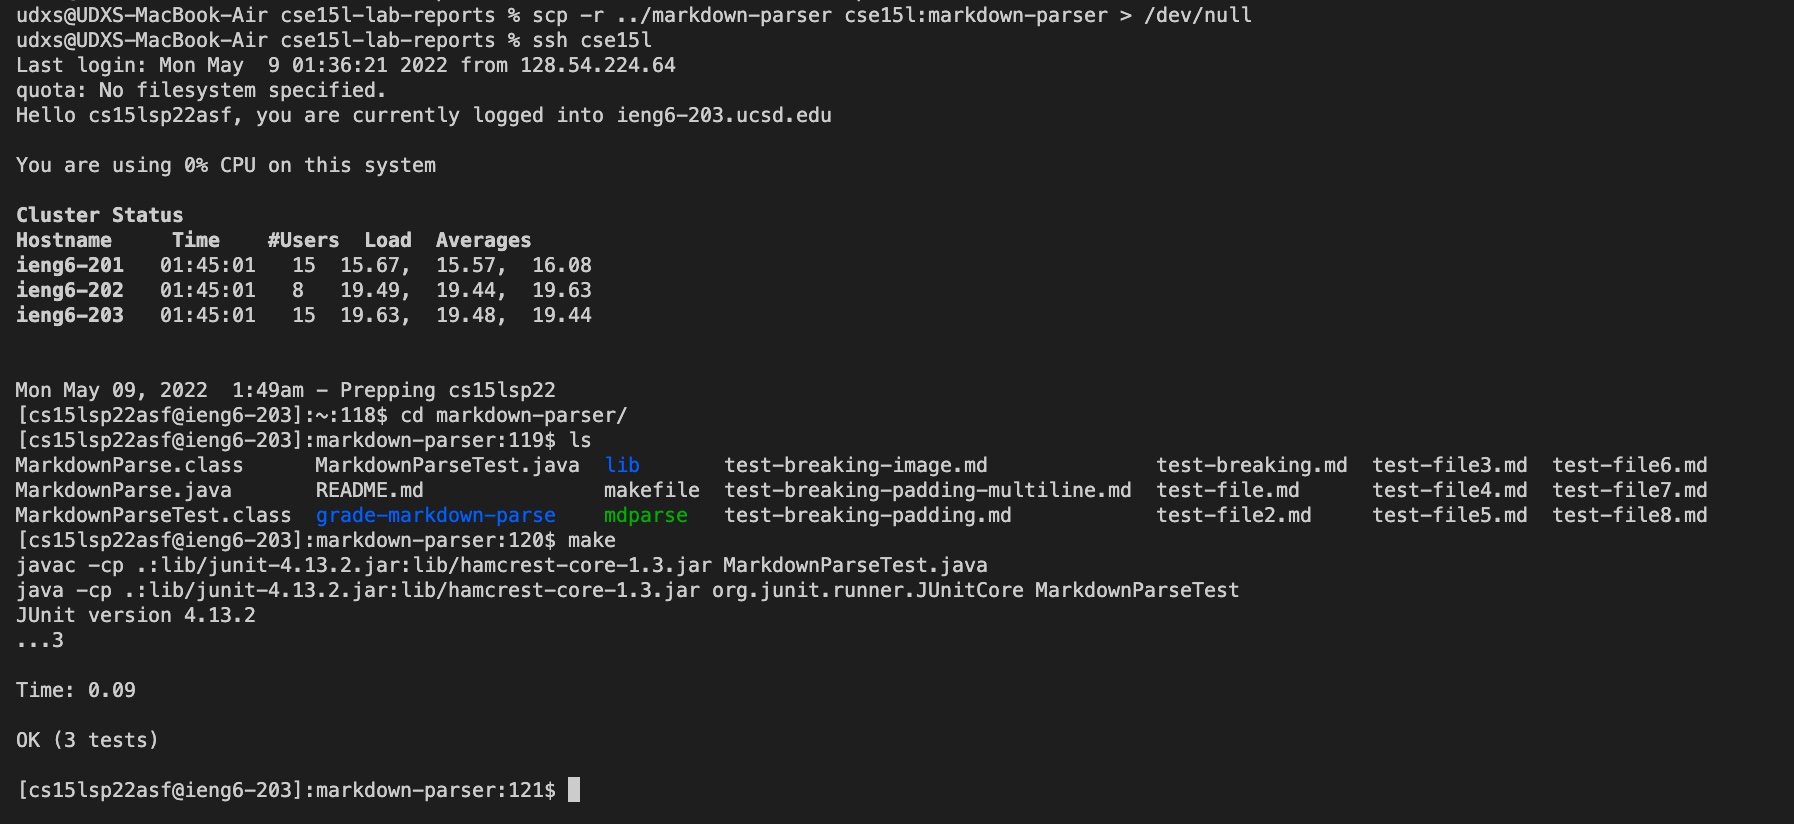 udxs@UDXS-MacBook-Air cse15l-lab-reports % scp -r ../markdown-parser cse15l:markdown-parser > /dev/null
udxs@UDXS-MacBook-Air cse15l-lab-reports % ssh cse15l
Last login: Mon May  9 01:36:21 2022 from 128.54.224.64
quota: No filesystem specified.
Hello cs15lsp22asf, you are currently logged into ieng6-203.ucsd.edu

You are using 0% CPU on this system

Cluster Status
Hostname     Time    #Users  Load  Averages
ieng6-201   01:45:01   15  15.67,  15.57,  16.08
ieng6-202   01:45:01   8   19.49,  19.44,  19.63
ieng6-203   01:45:01   15  19.63,  19.48,  19.44

Mon May 09, 2022  1:49am - Prepping cs15lsp22
[cs15lsp22asf@ieng6-203]:~:118$ cd markdown-parser/
[cs15lsp22asf@ieng6-203]:markdown-parser:119$ ls
MarkdownParse.class      MarkdownParseTest.java  lib       test-breaking-image.md              test-breaking.md  test-file3.md  test-file6.md
MarkdownParse.java       README.md               makefile  test-breaking-padding-multiline.md  test-file.md      test-file4.md  test-file7.md
MarkdownParseTest.class  grade-markdown-parse    mdparse   test-breaking-padding.md            test-file2.md     test-file5.md  test-file8.md
[cs15lsp22asf@ieng6-203]:markdown-parser:120$ make
javac -cp .:lib/junit-4.13.2.jar:lib/hamcrest-core-1.3.jar MarkdownParseTest.java
java -cp .:lib/junit-4.13.2.jar:lib/hamcrest-core-1.3.jar org.junit.runner.JUnitCore MarkdownParseTest
JUnit version 4.13.2
...3

Time: 0.09

OK (3 tests)

[cs15lsp22asf@ieng6-203]:markdown-parser:121$